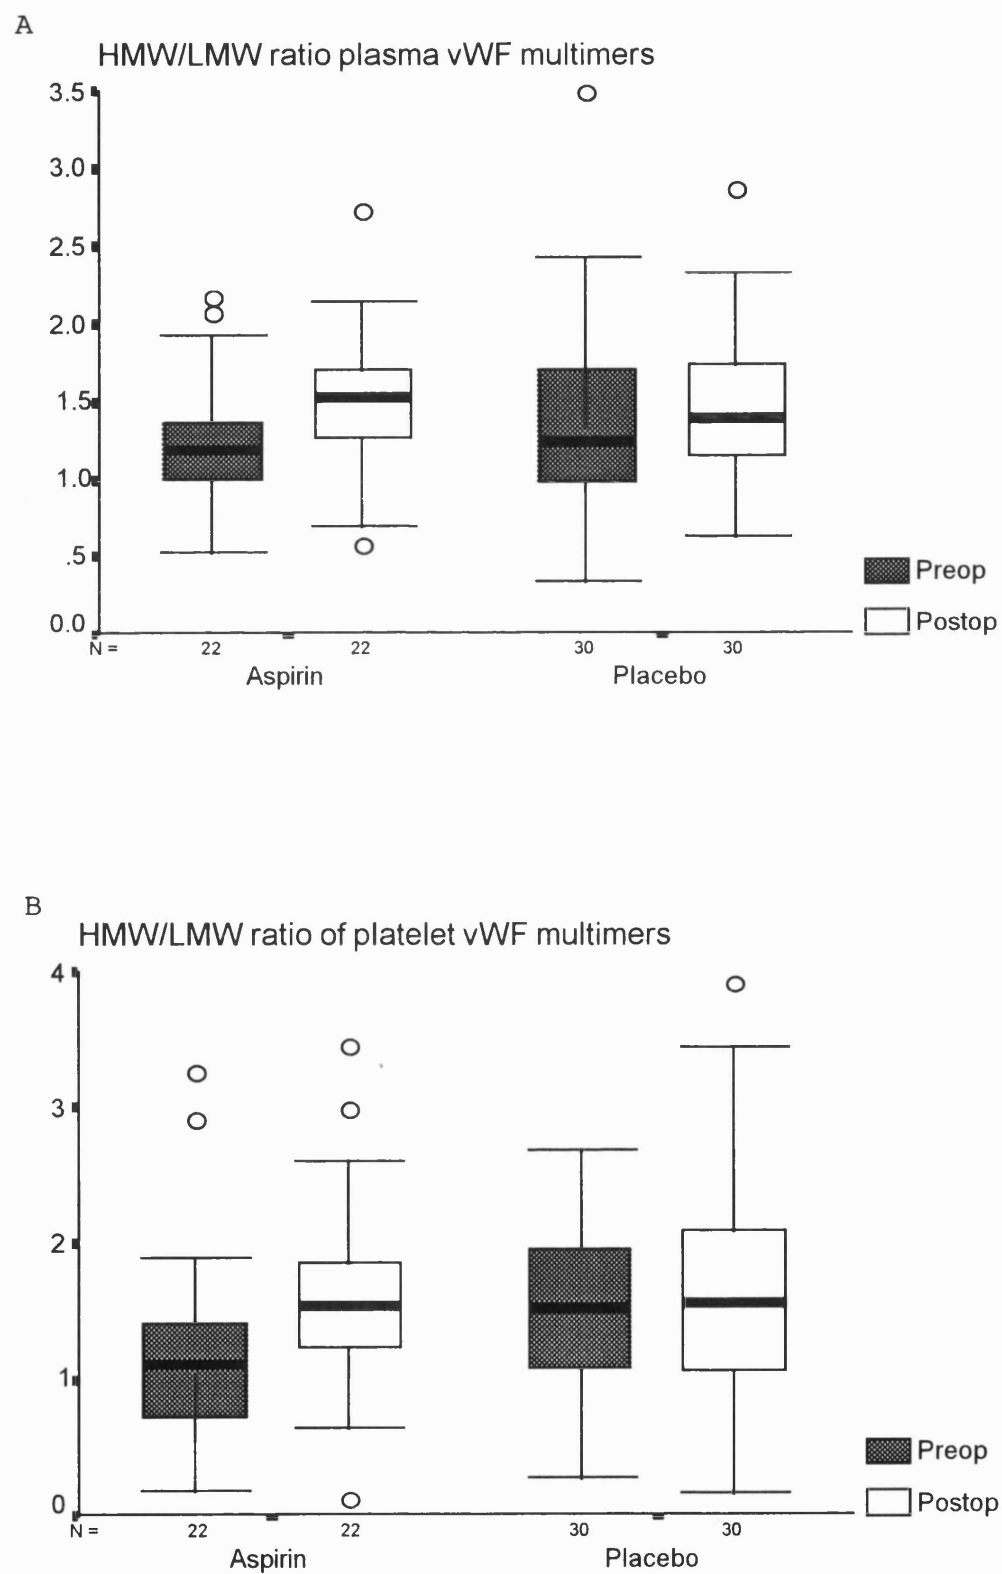 A
HMW/LMW ratio plasma vWF multimers
3.5
3.0
2.5
2.0
1.5
1.0
.5
0.0
N = 22 22 30 30
Aspirin Placebo
Preop
Postop
B
HMW/LMW ratio of platelet vWF multimers
4
3
2
1
0
N = 22 22 30 30
Aspirin Placebo
Preop
Postop